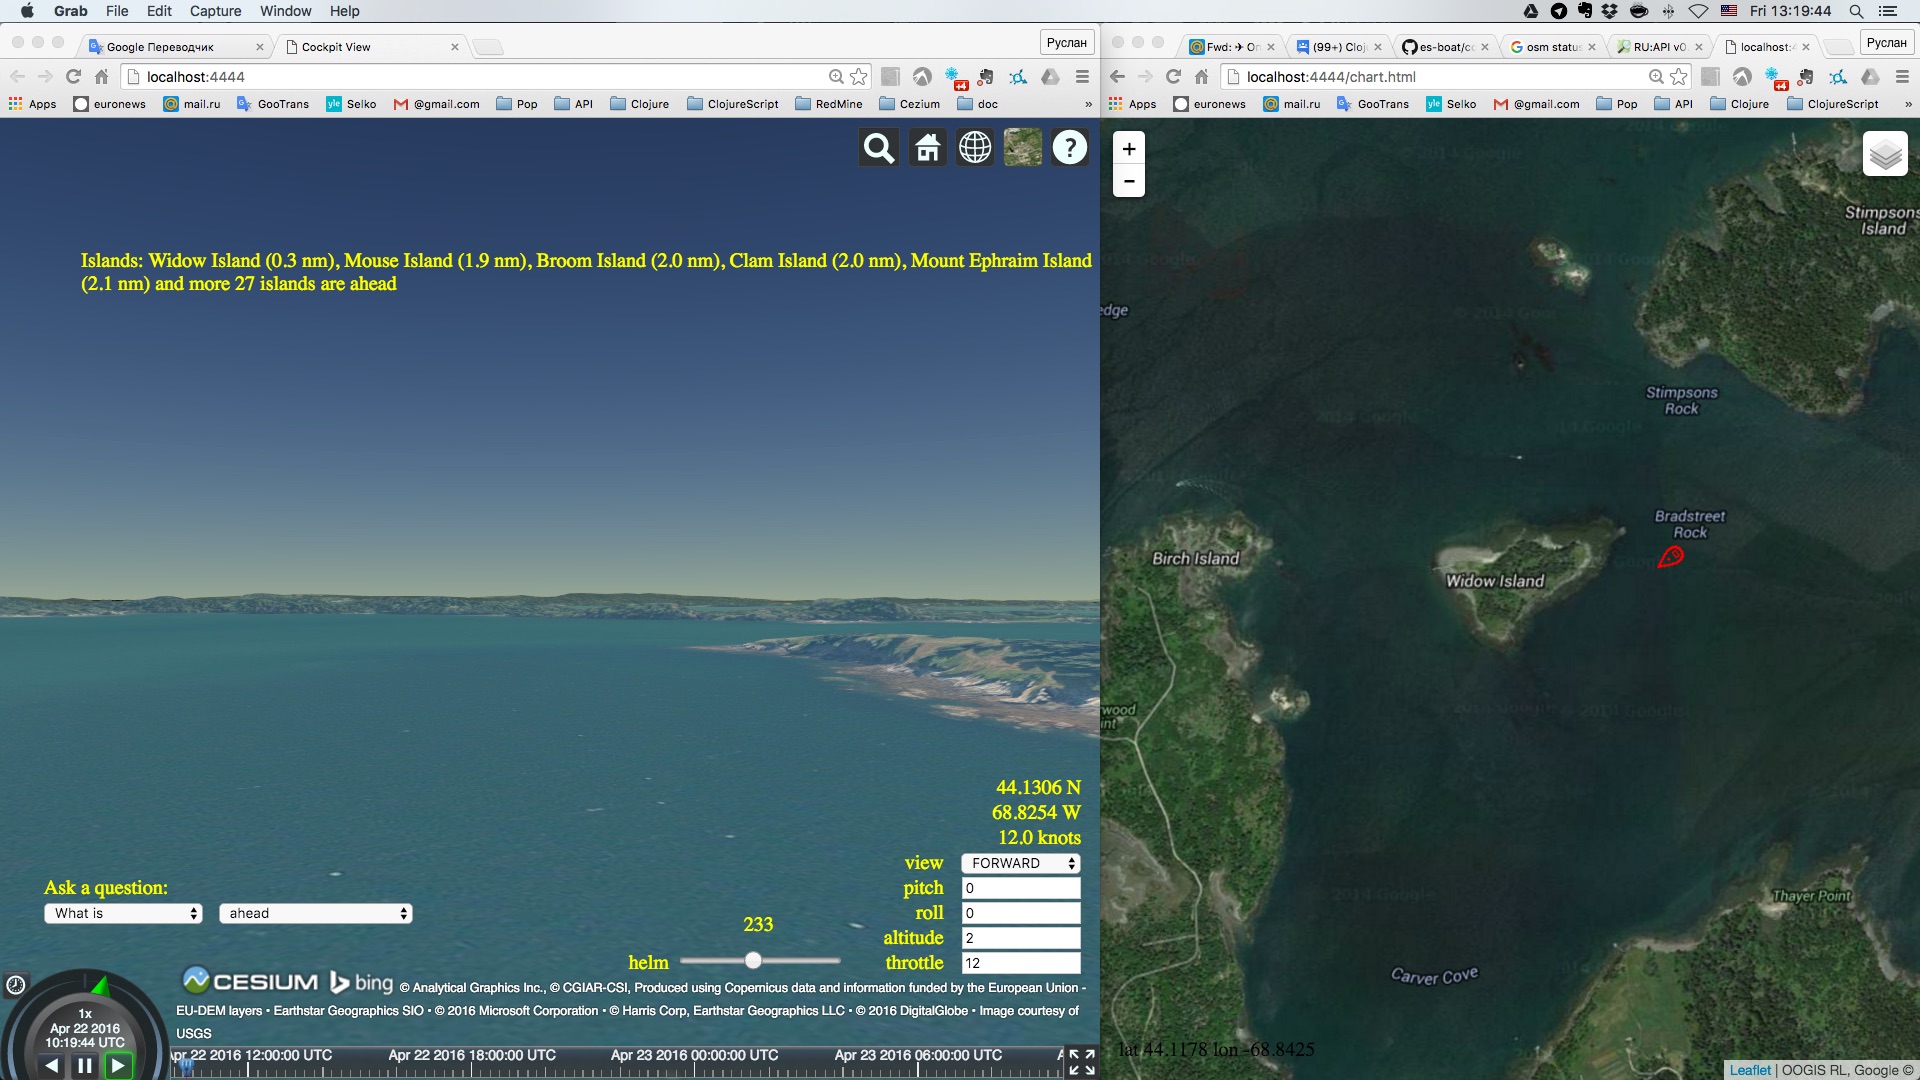 Grab File Edit Capture Window Help
Fri 13:19:44
Google Переводчик
Cockpit View
Руслан
localhost:4444
Apps euronews mail.ru GooTrans yle Selko @gmail.com Pop API Clojure ClojureScript RedMine Cezium doc »
Islands: Widow Island (0.3 nm), Mouse Island (1.9 nm), Broom Island (2.0 nm), Clam Island (2.0 nm), Mount Ephraim Island
(2.1 nm) and more 27 islands are ahead
44.1306 N
68.8254 W
12.0 knots
view FORWARD
pitch 0
roll 0
altitude 2
throttle 12
Ask a question:
What is ahead
233
helm
CESIUM bing © Analytical Graphics Inc., © CGIAR-CSI, Produced using Copernicus data and information funded by the European Union -
EU-DEM layers • Earthstar Geographics SIO • © 2016 Microsoft Corporation • © Harris Corp, Earthstar Geographics LLC • © 2016 DigitalGlobe • Image courtesy of
USGS
1x
Apr 22 2016
10:19:44 UTC
pr 22 2016 12:00:00 UTC Apr 22 2016 18:00:00 UTC Apr 23 2016 00:00:00 UTC Apr 23 2016 06:00:00 UTC
Fwd: ✈ Or (99+) Cloj es-boat/cc osm status RU:API v0. localhost:4
Руслан
localhost:4444/chart.html
Apps euronews mail.ru GooTrans yle Selko @gmail.com Pop API Clojure ClojureScript »
+
−
Stimpsons
Island
edge
Stimpsons
Rock
Bradstreet
Rock
Birch Island
Widow Island
wood
int
Thayer Point
Carver Cove
lat 44.1178 lon -68.8425
Leaflet | OOGIS RL, Google ©